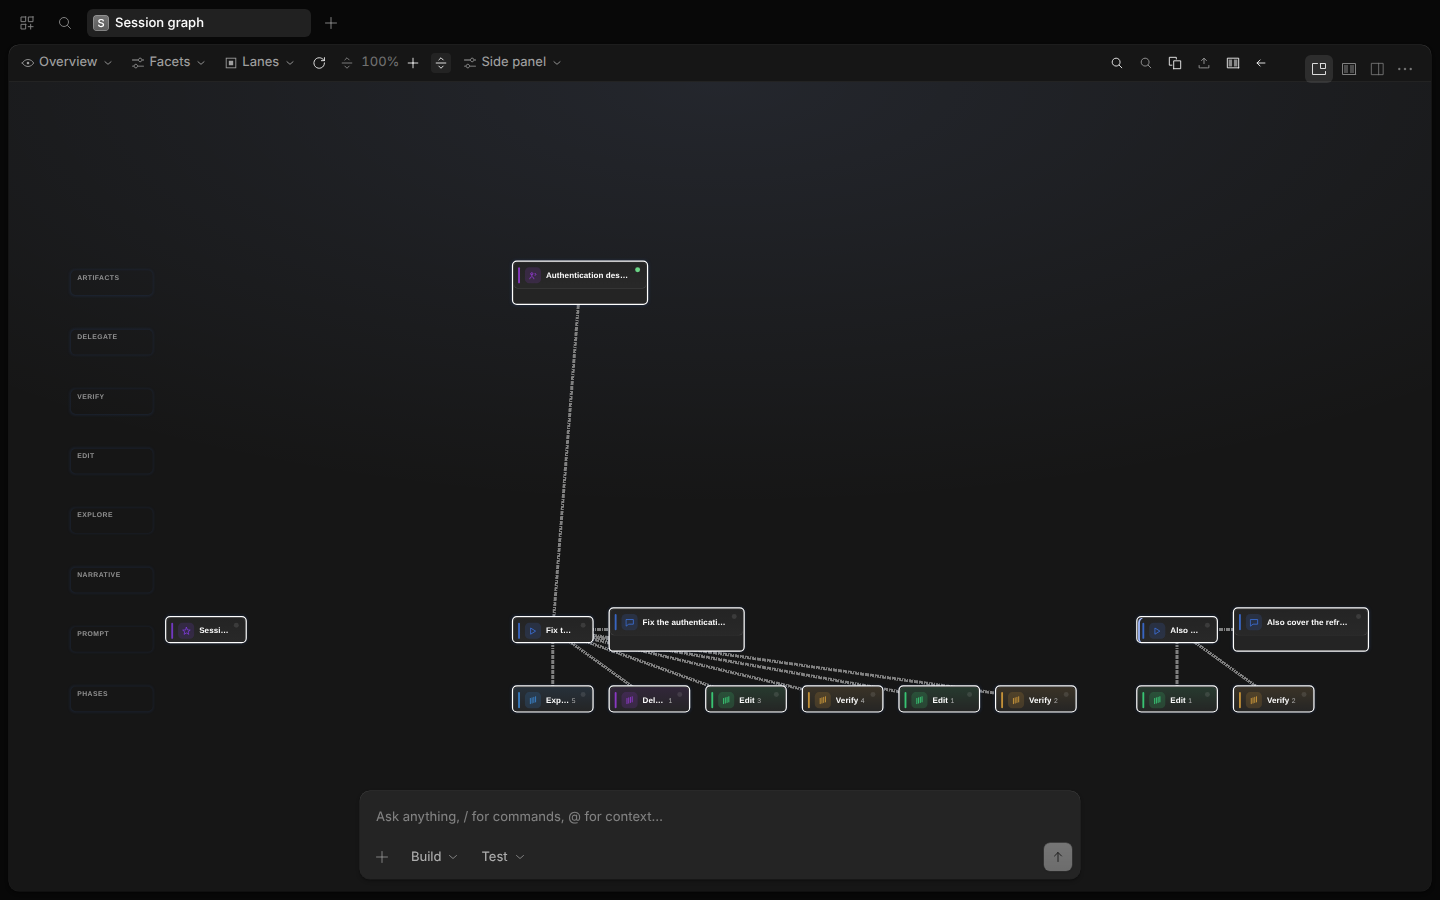 S Session graph
Overview Facets Lanes 100% Side panel
ARTIFACTS
Authentication des...
DELEGATE
VERIFY
EDIT
EXPLORE
NARRATIVE
PROMPT
Sessi...
Fix t...
Fix the authenticati...
Also ...
Also cover the refr...
PHASES
Exp... 5
Del... 1
Edit 3
Verify 4
Edit 1
Verify 2
Edit 1
Verify 2
Ask anything, / for commands, @ for context...
Build Test